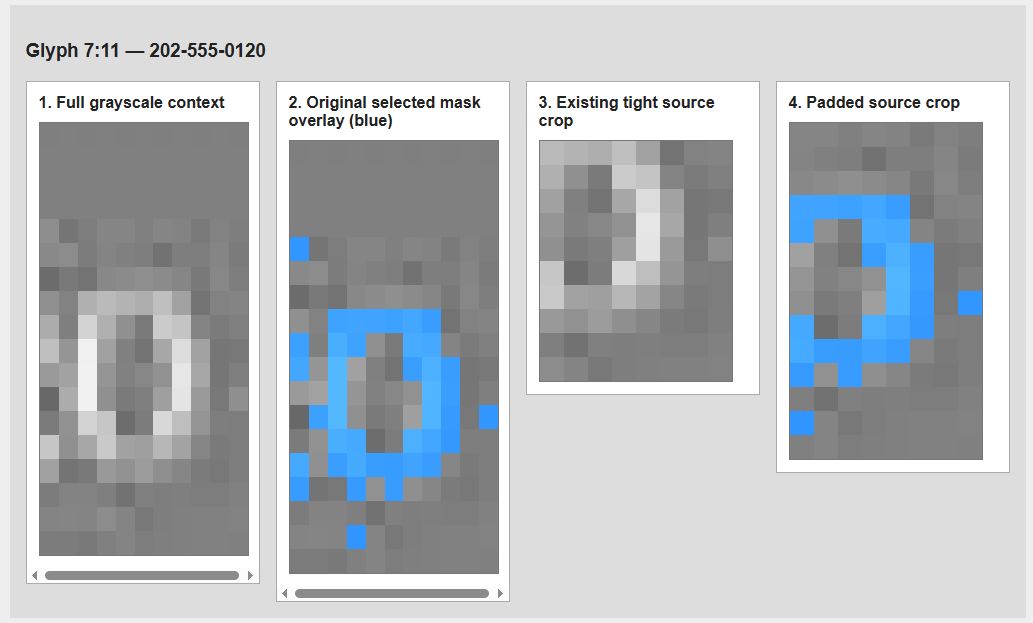 Glyph 7:11 — 202-555-0120
1. Full grayscale context
2. Original selected mask
overlay (blue)
3. Existing tight source
crop
4. Padded source crop